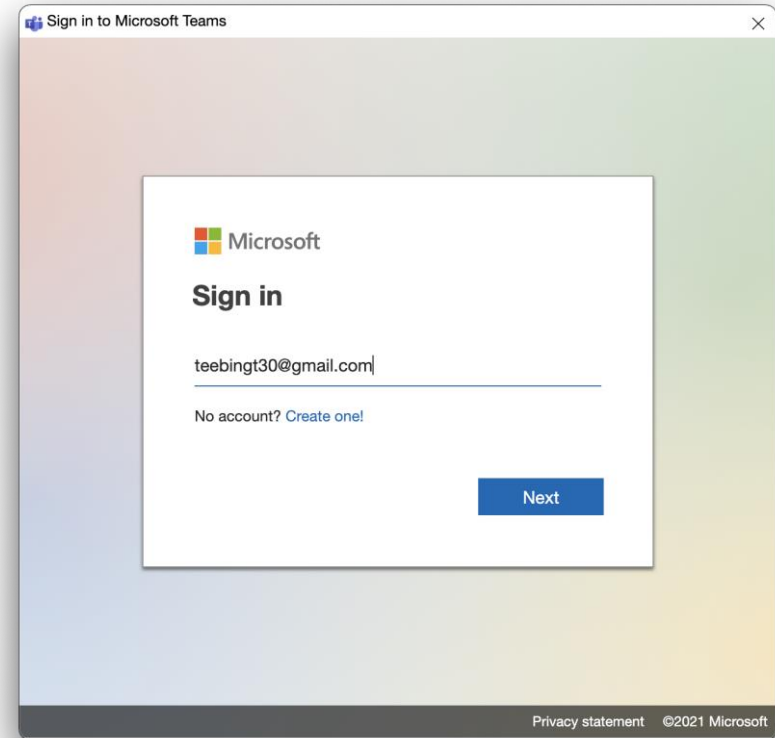 Sign in to Microsoft Teams
Microsoft
Sign in
teebingt30@gmail.com
No account? Create one!
Next
Privacy statement ©2021 Microsoft